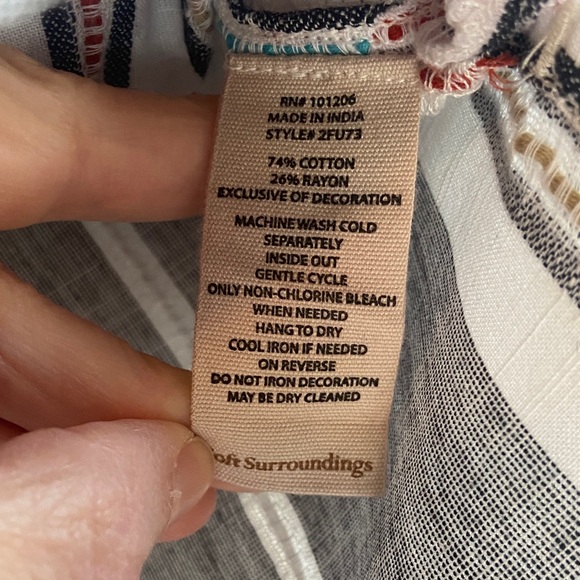 RN# 101206
MADE IN INDIA
STYLE# 2FU73
74% COTTON
26% RAYON
EXCLUSIVE OF DECORATION
MACHINE WASH COLD
SEPARATELY
INSIDE OUT
GENTLE CYCLE
ONLY NON-CHLORINE BLEACH
WHEN NEEDED
HANG TO DRY
COOL IRON IF NEEDED
ON REVERSE
DO NOT IRON DECORATION
MAY BE DRY CLEANED
oft Surroundings